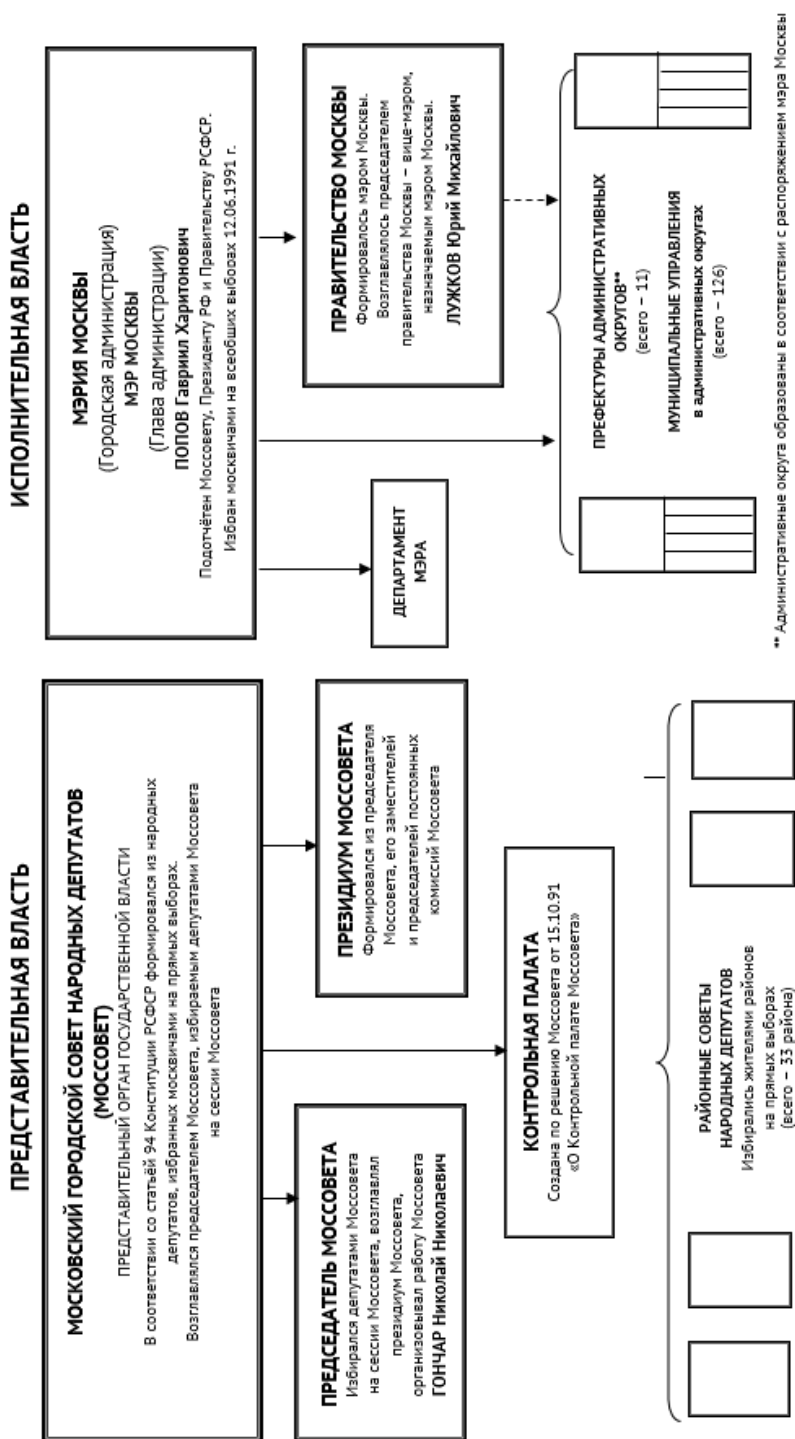 ПРЕДСТАВИТЕЛЬНАЯ ВЛАСТЬ
МОСКОВСКИЙ ГОРОДСКОЙ СОВЕТ НАРОДНЫХ ДЕПУТАТОВ
(МОССОВЕТ)
ПРЕДСТАВИТЕЛЬНЫЙ ОРГАН ГОСУДАРСТВЕННОЙ ВЛАСТИ
В соответствии со статьёй 94 Конституции РСФСР формировался из народных
депутатов, избранных москвичами на прямых выборах.
Возглавлялся председателем Моссовета, избираемым депутатами Моссовета
на сессии Моссовета
ПРЕДСЕДАТЕЛЬ МОССОВЕТА
Избирался депутатами Моссовета
на сессии Моссовета, возглавлял
президиум Моссовета,
организовывал работу Моссовета
ГОНЧАР Николай Николаевич
ПРЕЗИДИУМ МОССОВЕТА
Формировался из председателя
Моссовета, его заместителей
и председателей постоянных
комиссий Моссовета
КОНТРОЛЬНАЯ ПАЛАТА
Создана по решению Моссовета от 15.10.91
«О Контрольной палате Моссовета»
РАЙОННЫЕ СОВЕТЫ
НАРОДНЫХ ДЕПУТАТОВ
Избирались жителями районов
на прямых выборах
(всего – 33 района)
ИСПОЛНИТЕЛЬНАЯ ВЛАСТЬ
МЭРИЯ МОСКВЫ
(Городская администрация)
МЭР МОСКВЫ
(Глава администрации)
ПОПОВ Гавриил Харитонович
Подотчётен Моссовету, Президенту РФ и Правительству РСФСР.
Избран москвичами на всеобщих выборах 12.06.1991 г.
ДЕПАРТАМЕНТ
МЭРА
ПРАВИТЕЛЬСТВО МОСКВЫ
Формировалось мэром Москвы.
Возглавлялось председателем
правительства Москвы – вице-мэром,
назначаемым мэром Москвы.
ЛУЖКОВ Юрий Михайлович
ПРЕФЕКТУРЫ АДМИНИСТРАТИВНЫХ
ОКРУГОВ**
(всего – 11)
МУНИЦИПАЛЬНЫЕ УПРАВЛЕНИЯ
в административных округах
(всего – 126)
** Административные округа образованы в соответствии с распоряжением мэра Москвы